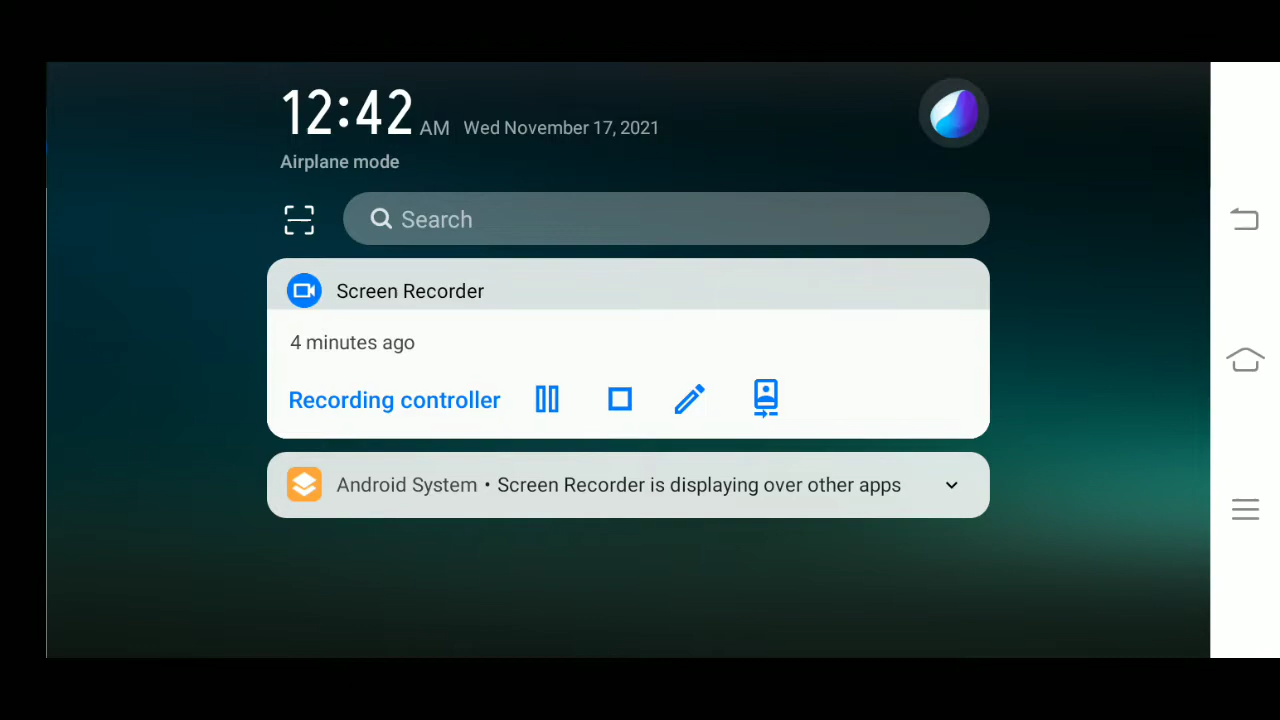 12:42 AM Wed November 17, 2021
Airplane mode
Search
Screen Recorder
4 minutes ago
Recording controller
Android System • Screen Recorder is displaying over other apps